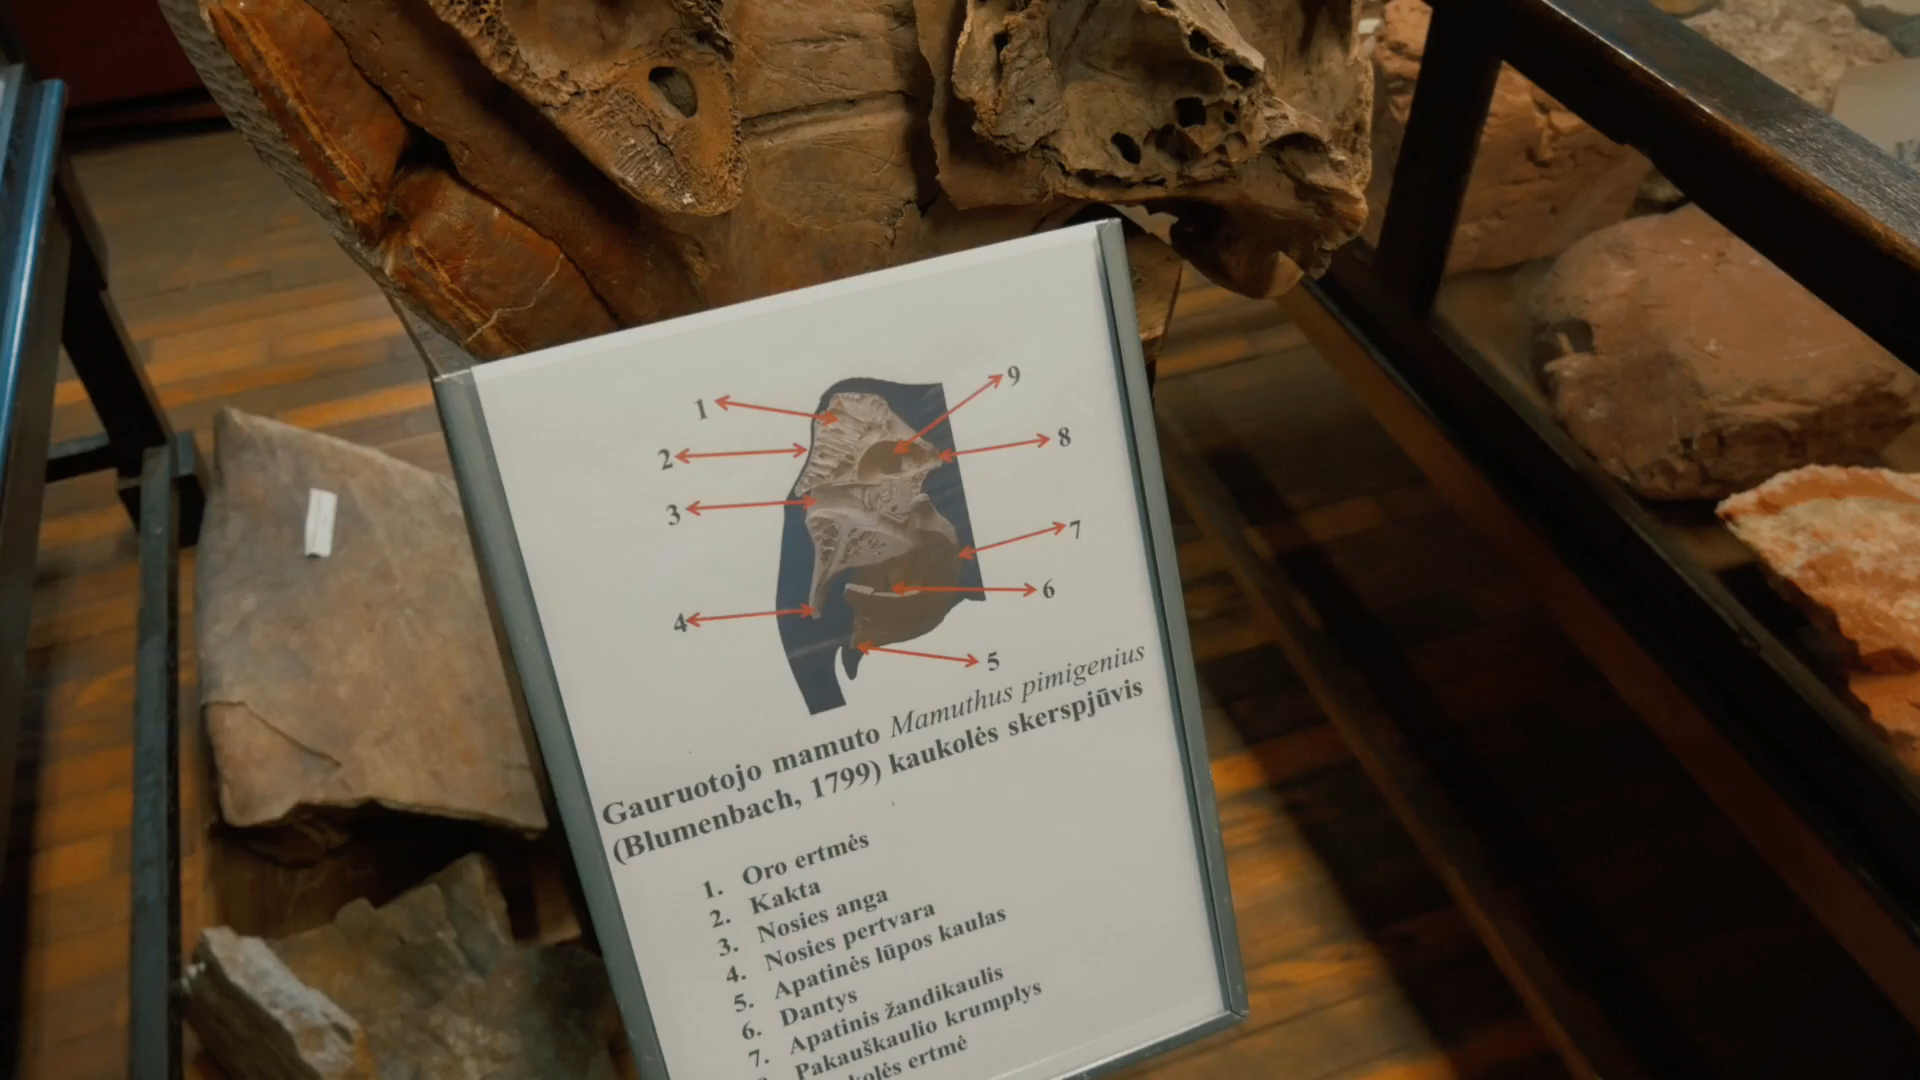 1
9
2
8
3
7
4
6
5
Gauruotojo mamuto Mamuthus pimigenius
(Blumenbach, 1799) kaukolės skerspjūvis
1. Oro ertmės
2. Kakta
3. Nosies anga
4. Nosies pertvara
5. Apatinės lūpos kaulas
6. Dantys
7. Apatinis žandikaulis
Pakauškaulio krumplys
ertmė